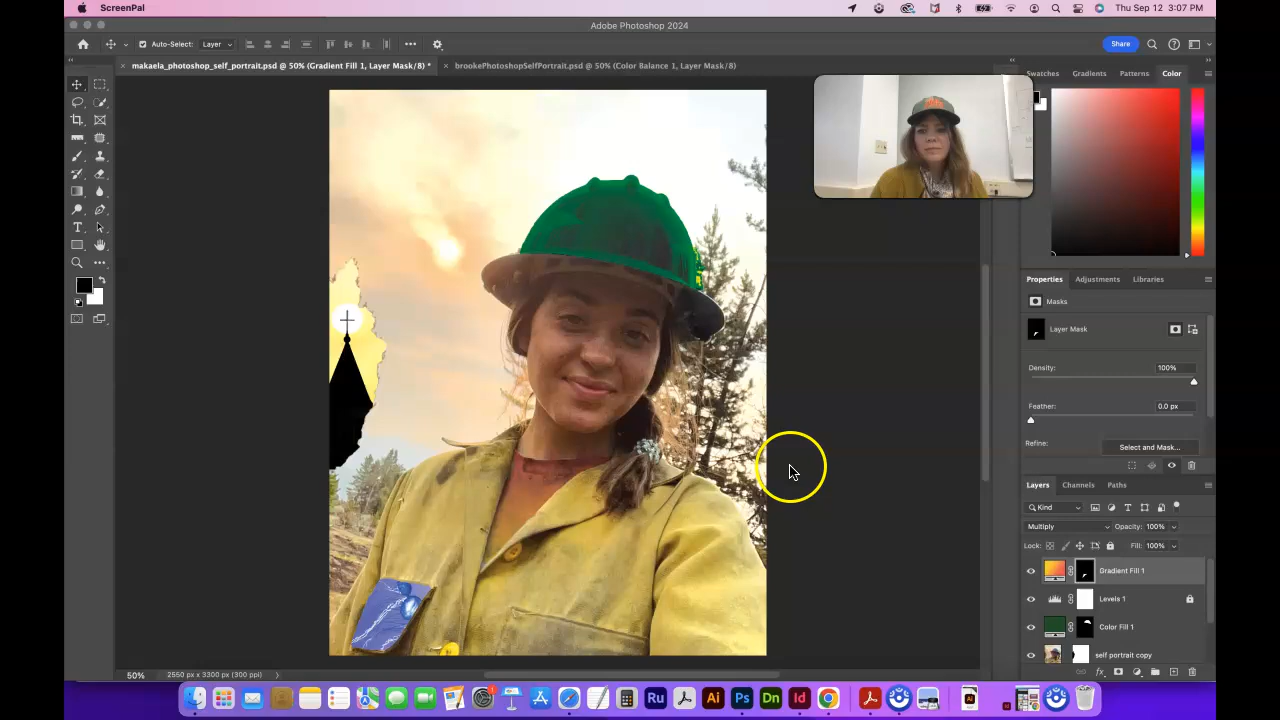 ScreenPal
Thu Sep 12 3:07 PM
Adobe Photoshop 2024
Auto-Select: Layer
Share
makaela_photoshop_self_portrait.psd @ 50% (Gradient Fill 1, Layer Mask/8) *
brookePhotoshopSelfPortrait.psd @ 50% (Color Balance 1, Layer Mask/8)
Swatches Gradients Patterns Color
Properties Adjustments Libraries
Masks
Layer Mask
Density: 100%
Feather: 0.0 px
Refine: Select and Mask...
Layers Channels Paths
Kind
Multiply Opacity: 100%
Lock: Fill: 100%
Gradient Fill 1
Levels 1
Color Fill 1
self portrait copy
50% 2550 px x 3300 px (300 ppi)
Ru Ai Ps Dn Id